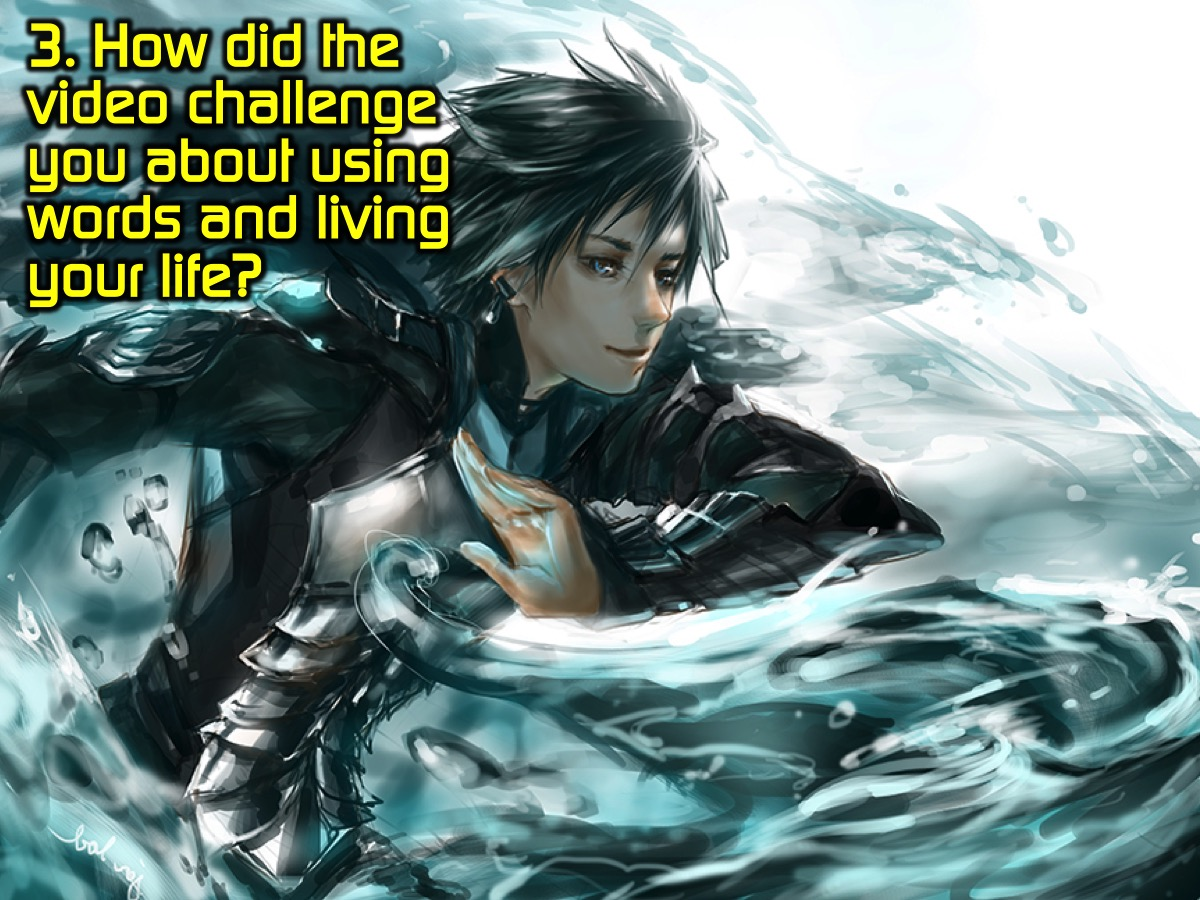 3. How did the
video challenge
you about using
words and living
your life?